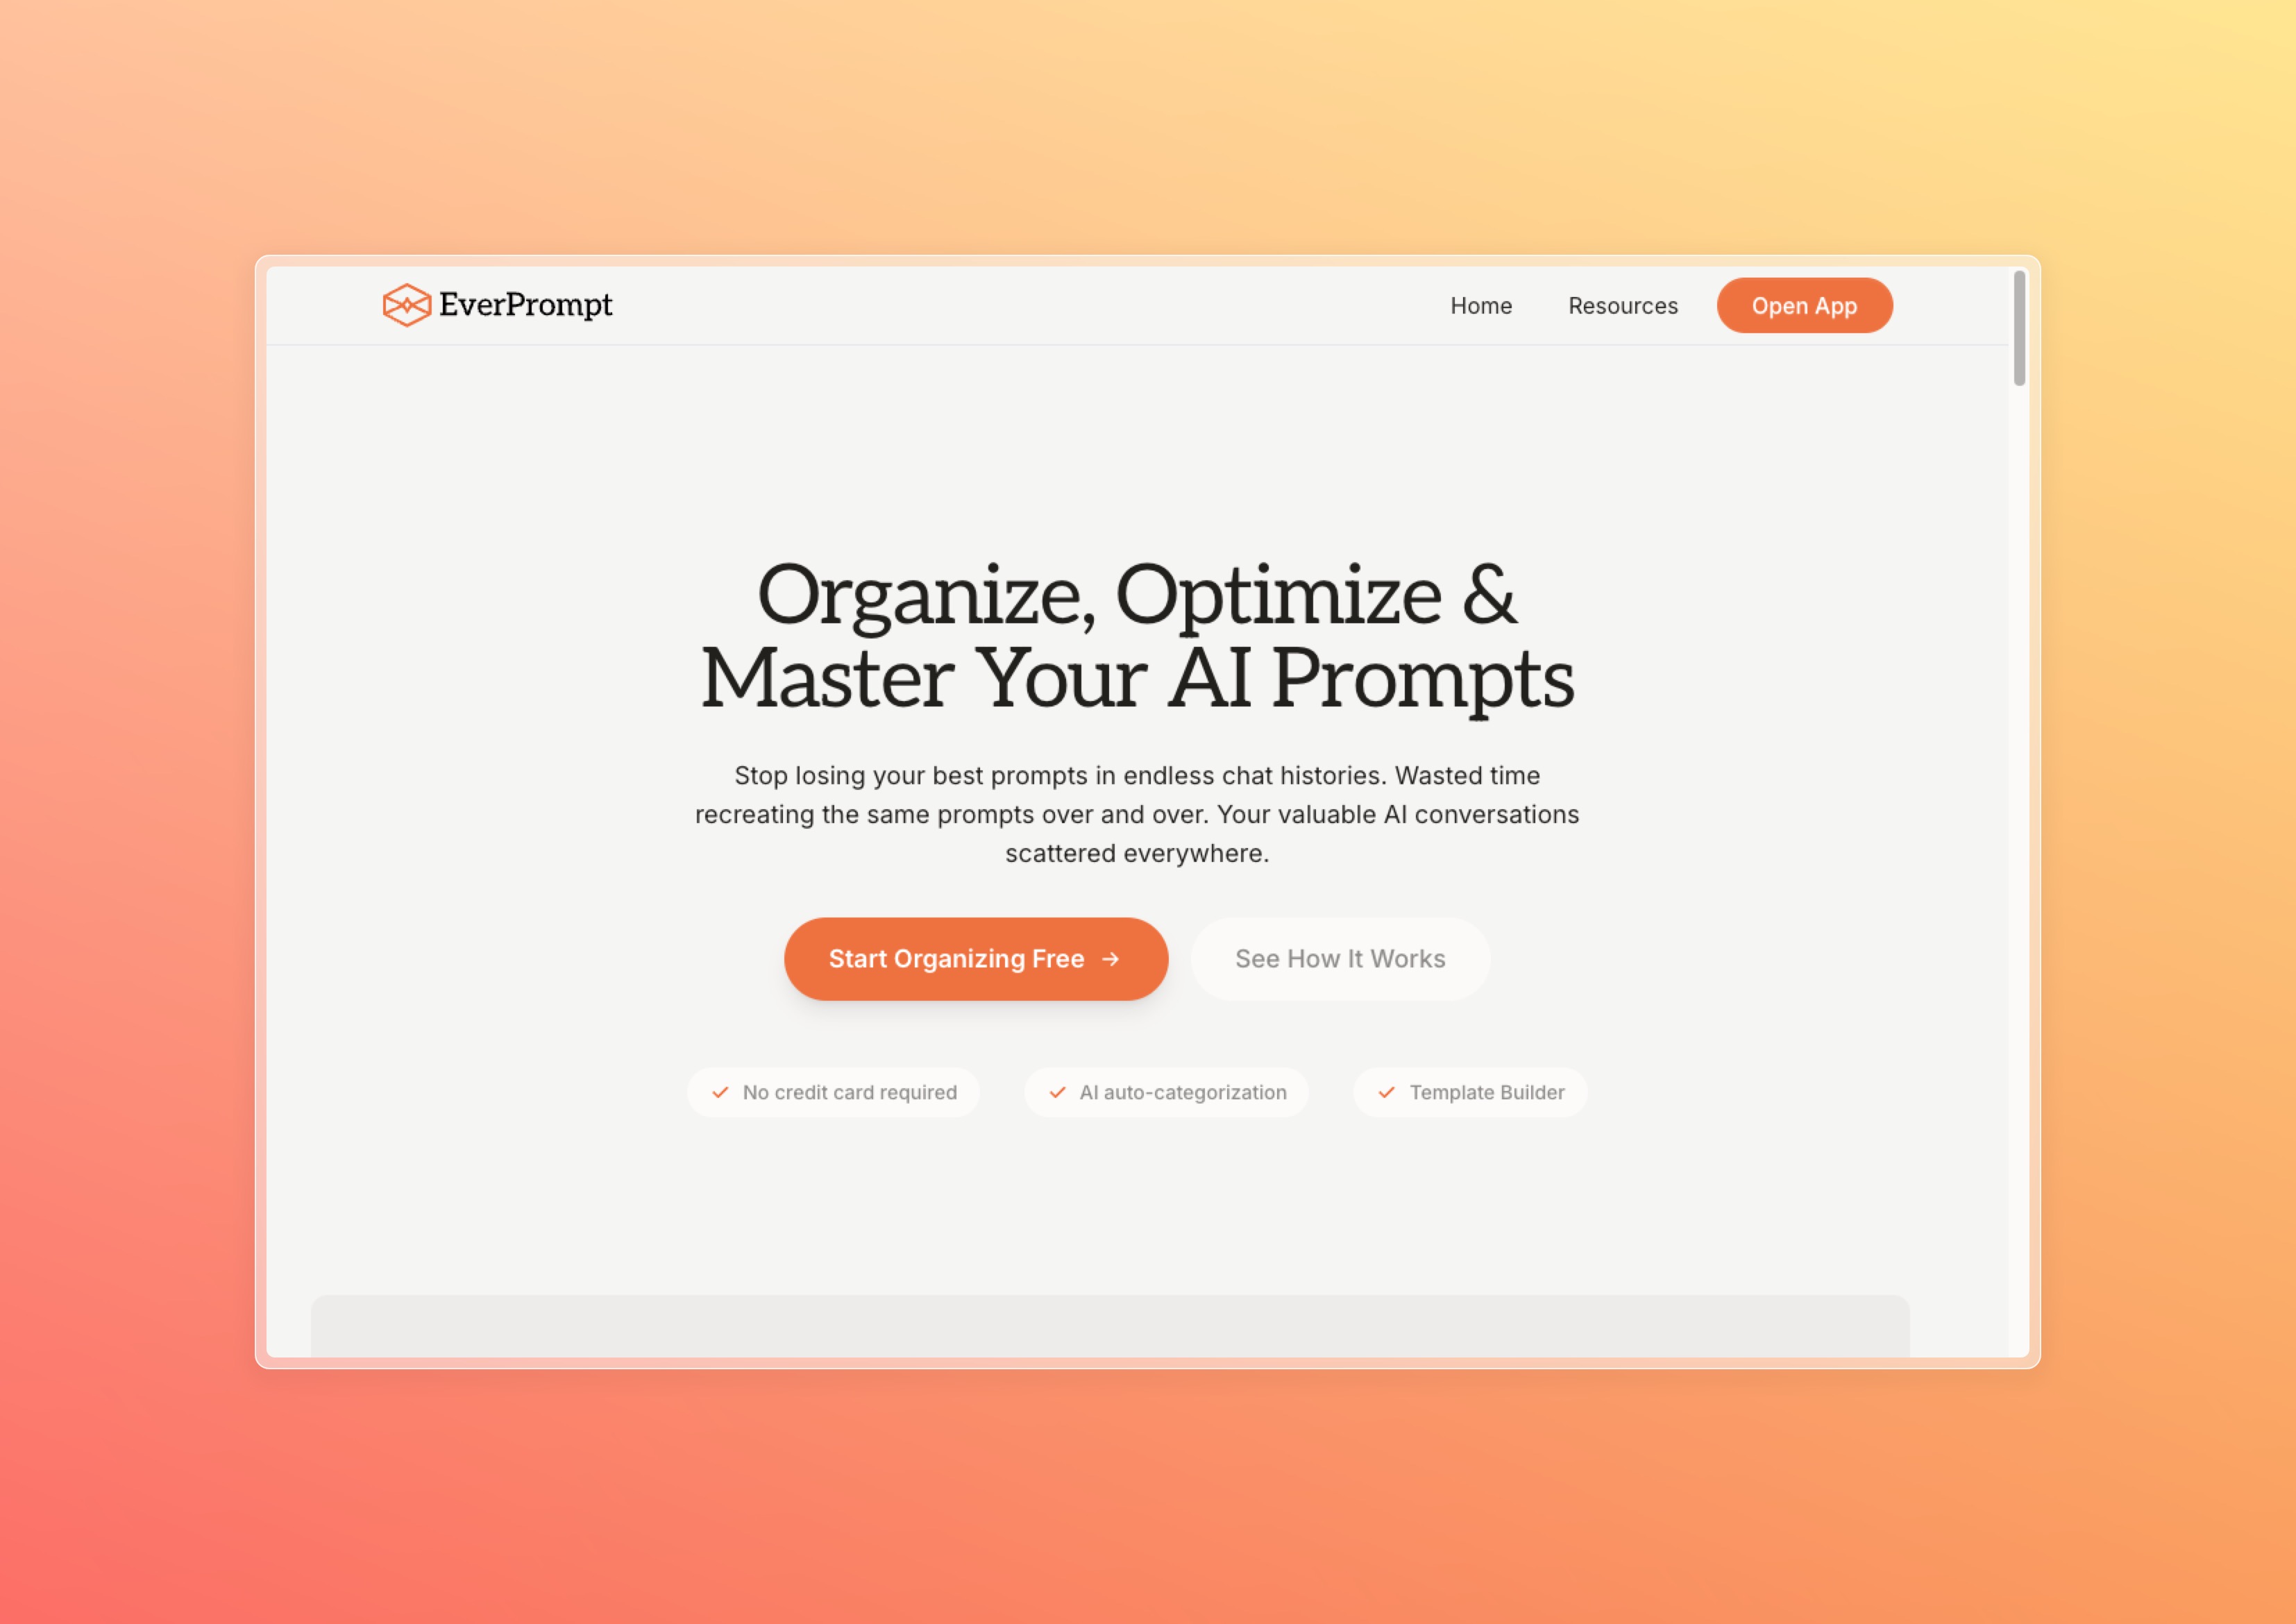 EverPrompt
Home
Resources
Open App
Organize, Optimize &
Master Your AI Prompts
Stop losing your best prompts in endless chat histories. Wasted time
recreating the same prompts over and over. Your valuable AI conversations
scattered everywhere.
Start Organizing Free →
See How It Works
No credit card required
AI auto-categorization
Template Builder